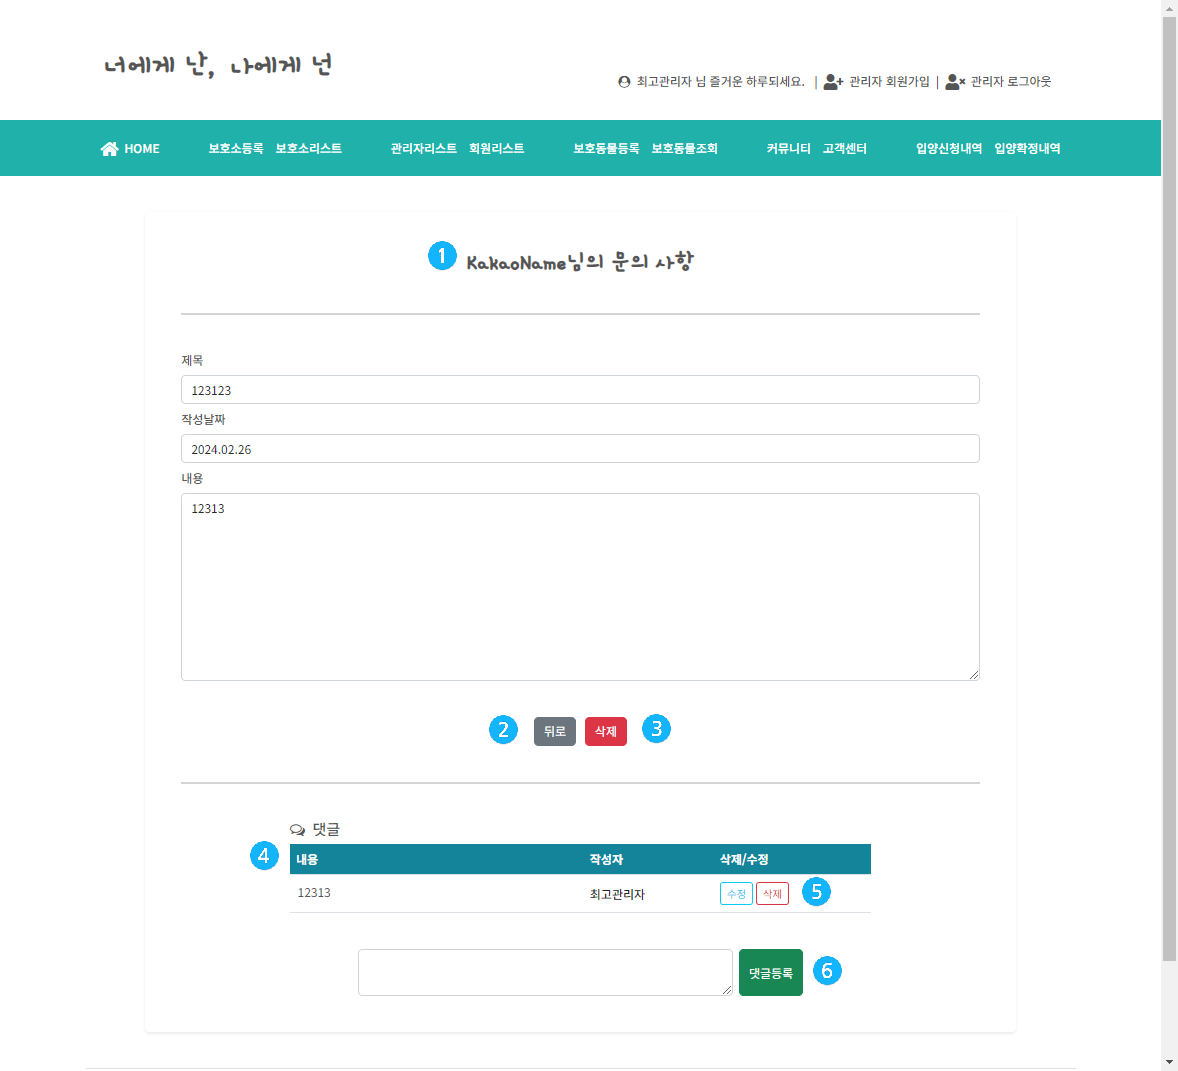 너에게 난, 나에게 넌
최고관리자 님 즐거운 하루되세요. | 관리자 회원가입 | 관리자 로그아웃
HOME 보호소등록 보호소리스트 관리자리스트 회원리스트 보호동물등록 보호동물조회 커뮤니티 고객센터 입양신청내역 입양확정내역
1 KakaoName님의 문의 사항
제목
123123
작성날짜
2024.02.26
내용
12313
2 뒤로 삭제 3
댓글
4 내용 작성자 삭제/수정
12313 최고관리자 수정 삭제 5
댓글등록 6